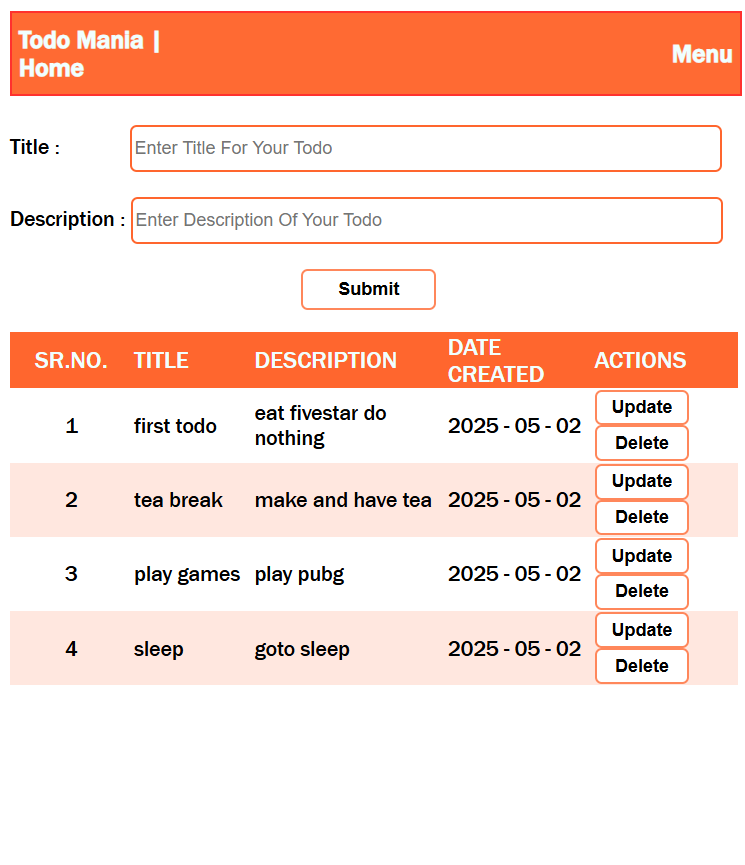 Todo Mania |
Home
Menu
Title :
Enter Title For Your Todo
Description :
Enter Description Of Your Todo
Submit
SR.NO. TITLE DESCRIPTION DATE CREATED ACTIONS
1 first todo eat fivestar do nothing 2025 - 05 - 02 Update Delete
2 tea break make and have tea 2025 - 05 - 02 Update Delete
3 play games play pubg 2025 - 05 - 02 Update Delete
4 sleep goto sleep 2025 - 05 - 02 Update Delete